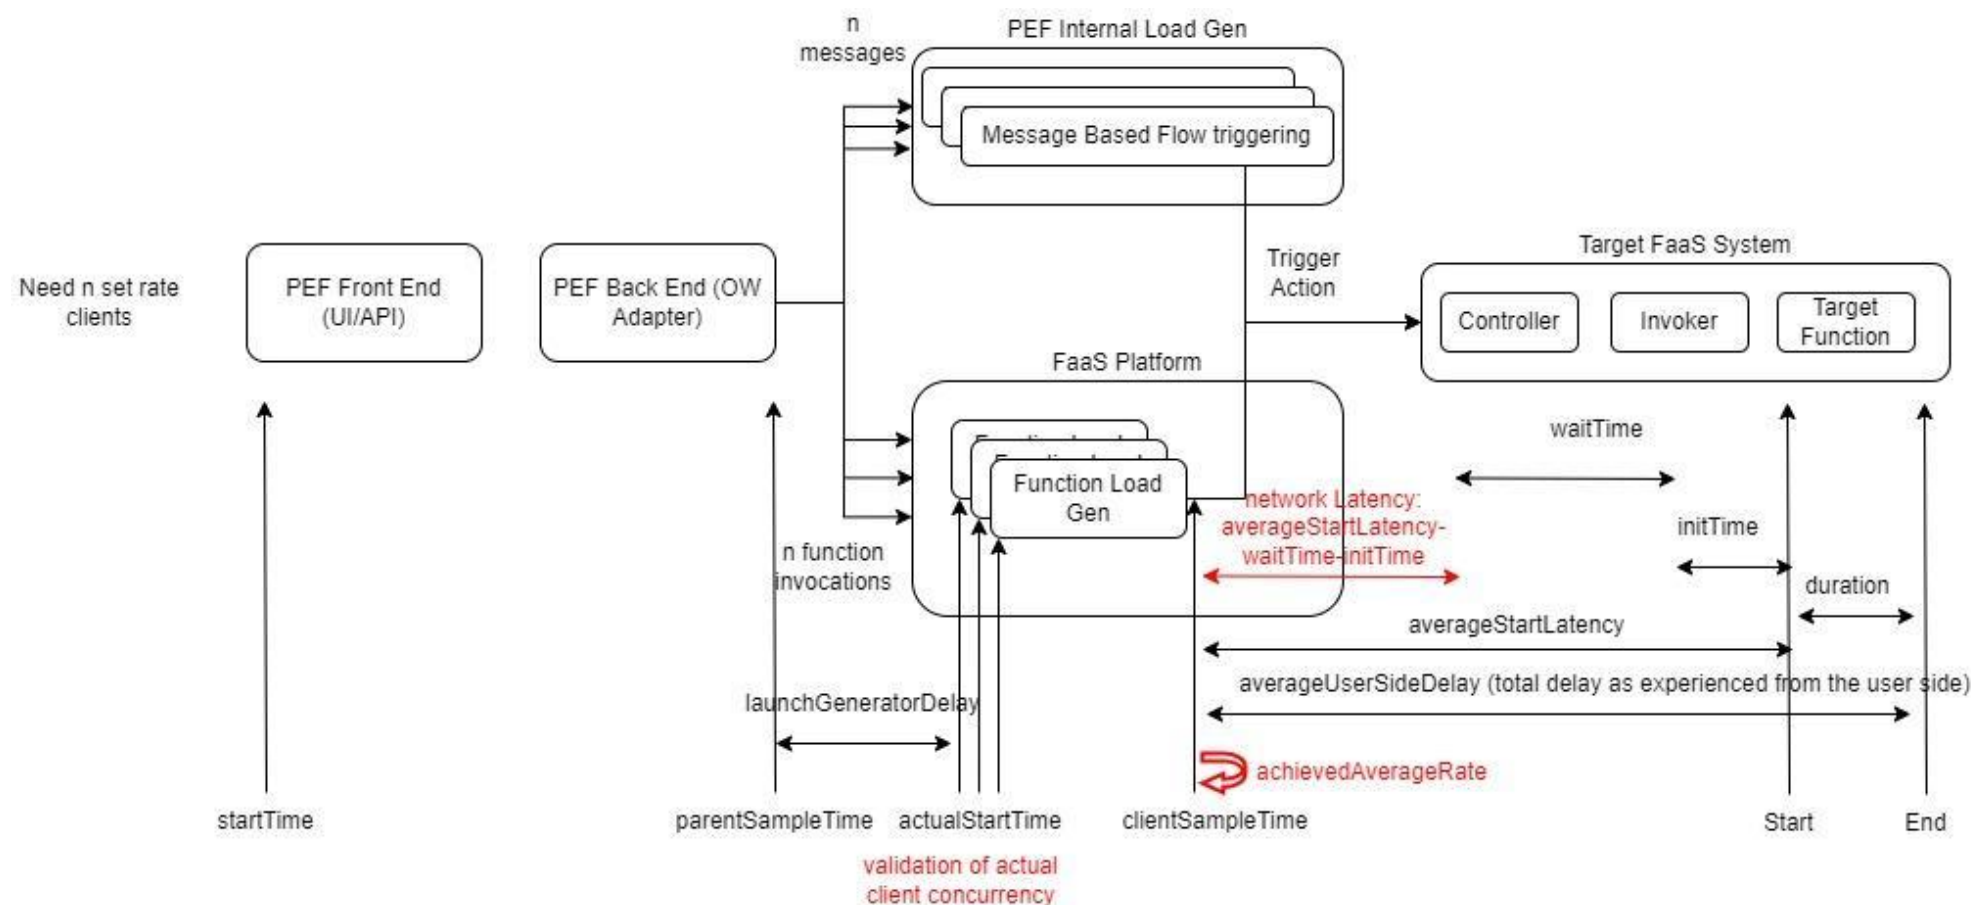 n
messages
PEF Internal Load Gen
Message Based Flow triggering
Need n set rate
clients
PEF Front End
(UI/API)
PEF Back End (OW
Adapter)
Trigger
Action
Target FaaS System
Controller
Invoker
Target
Function
FaaS Platform
Function Load
Gen
n function
invocations
waitTime
network Latency:
averageStartLatency-
waitTime-initTime
initTime
duration
averageStartLatency
averageUserSideDelay (total delay as experienced from the user side)
launchGeneratorDelay
achievedAverageRate
startTime
parentSampleTime
actualStartTime
clientSampleTime
Start
End
validation of actual
client concurrency